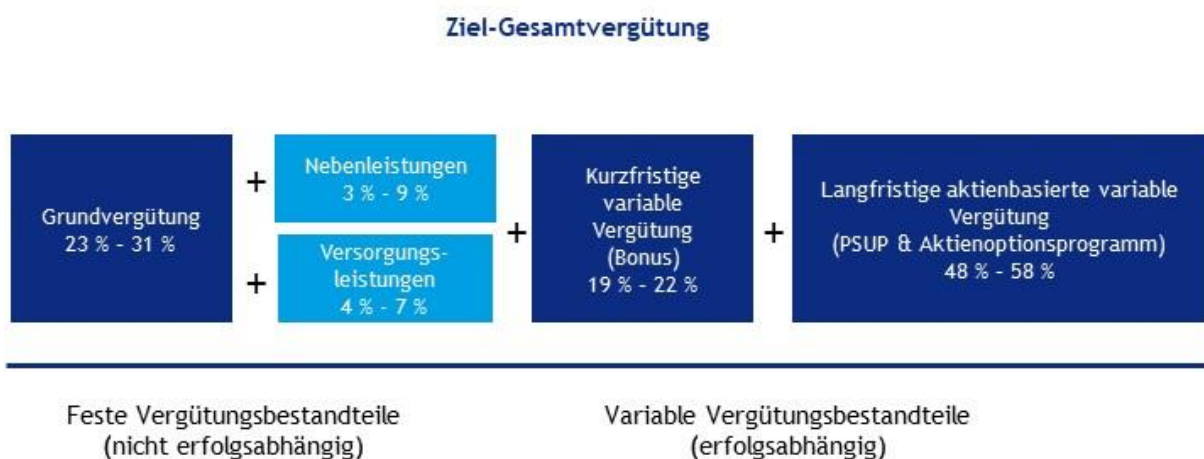 Ziel-Gesamtvergütung
Grundvergütung
23 % - 31 %
+
Nebenleistungen
3 % - 9 %
+
Versorgungs-
leistungen
4 % - 7 %
+
Kurzfristige
variable
Vergütung
(Bonus)
19 % - 22 %
+
Langfristige aktienbasierte variable
Vergütung
(PSUP & Aktienoptionsprogramm)
48 % - 58 %
Feste Vergütungsbestandteile
(nicht erfolgsabhängig)
Variable Vergütungsbestandteile
(erfolgsabhängig)